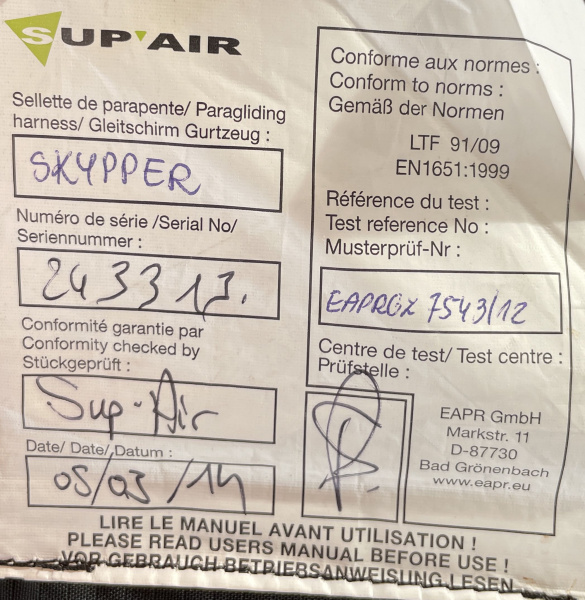 SUP'AIR
Sellette de parapente/ Paragliding
harness/ Gleitschirm Gurtzeug :
SKYPPER
Numéro de série /Serial No/
Seriennummer :
243313.
Conformité garantie par
Conformity checked by
Stückgeprüft :
Sup-Air
Date/ Date/,Datum :
05/03/14
Conforme aux normes :
Conform to norms :
Gemäß der Normen
LTF 91/09
EN1651:1999
Référence du test :
Test reference No :
Musterprüf-Nr :
EAPRGX 7543/12
Centre de test/ Test centre :
Prüfstelle :
EAPR GmbH
Markstr. 11
D-87730
Bad Grönenbach
www.eapr.eu
LIRE LE MANUEL AVANT UTILISATION !
PLEASE READ USERS MANUAL BEFORE USE !
VOR GEBRAUCH BETRIEBSANWEISUNG LESEN